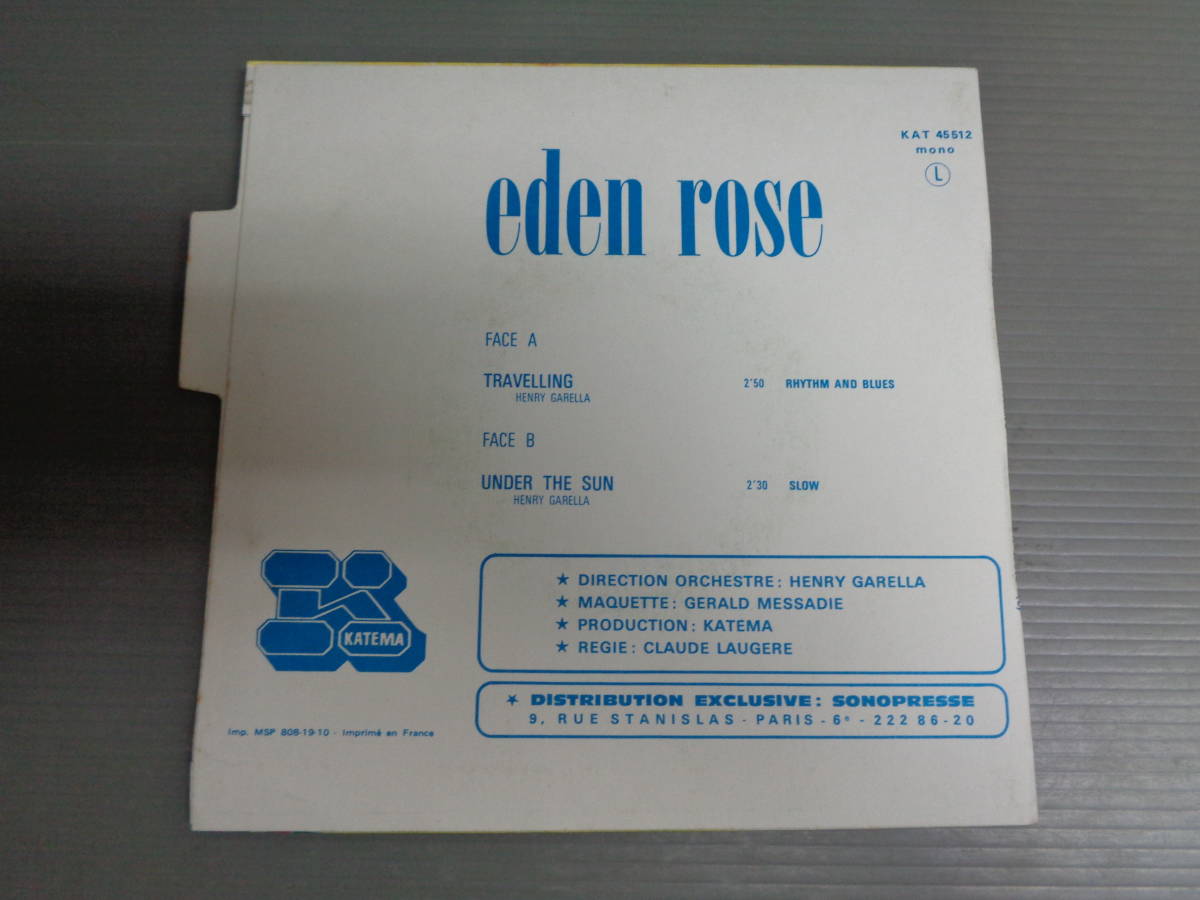 KAT 45512
mono
L
eden rose
FACE A
TRAVELLING 2'50 RHYTHM AND BLUES
HENRY GARELLA
FACE B
UNDER THE SUN 2'30 SLOW
HENRY GARELLA
★ DIRECTION ORCHESTRE : HENRY GARELLA
★ MAQUETTE : GERALD MESSADIE
★ PRODUCTION : KATEMA
★ REGIE : CLAUDE LAUGERE
K KATEMA
★ DISTRIBUTION EXCLUSIVE : SONOPRESSE
9, RUE STANISLAS - PARIS - 6e - 222 86-20
Imp. MSP 808-19-10 - Imprimé en France